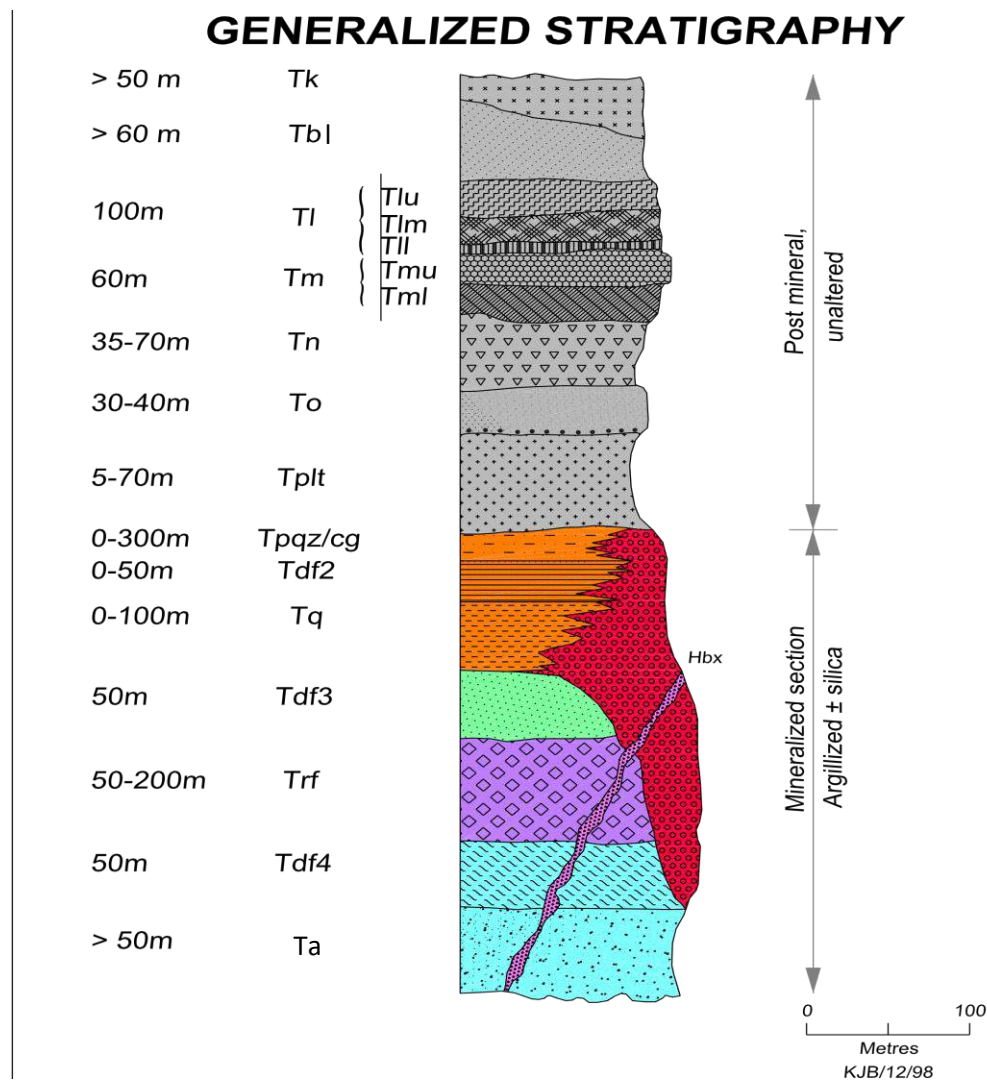 GENERALIZED STRATIGRAPHY
> 50 m Tk
> 60 m Tbl
100m Tl { Tlu
Tlm
Tll
60m Tm { Tmu
Tml
35-70m Tn
30-40m To
5-70m Tplt
0-300m Tpqz/cg
0-50m Tdf2
0-100m Tq
50m Tdf3
50-200m Trf
50m Tdf4
> 50m Ta
Hbx
Post mineral,
unaltered
Mineralized section
Argillized ± silica
0 100
Metres
KJB/12/98